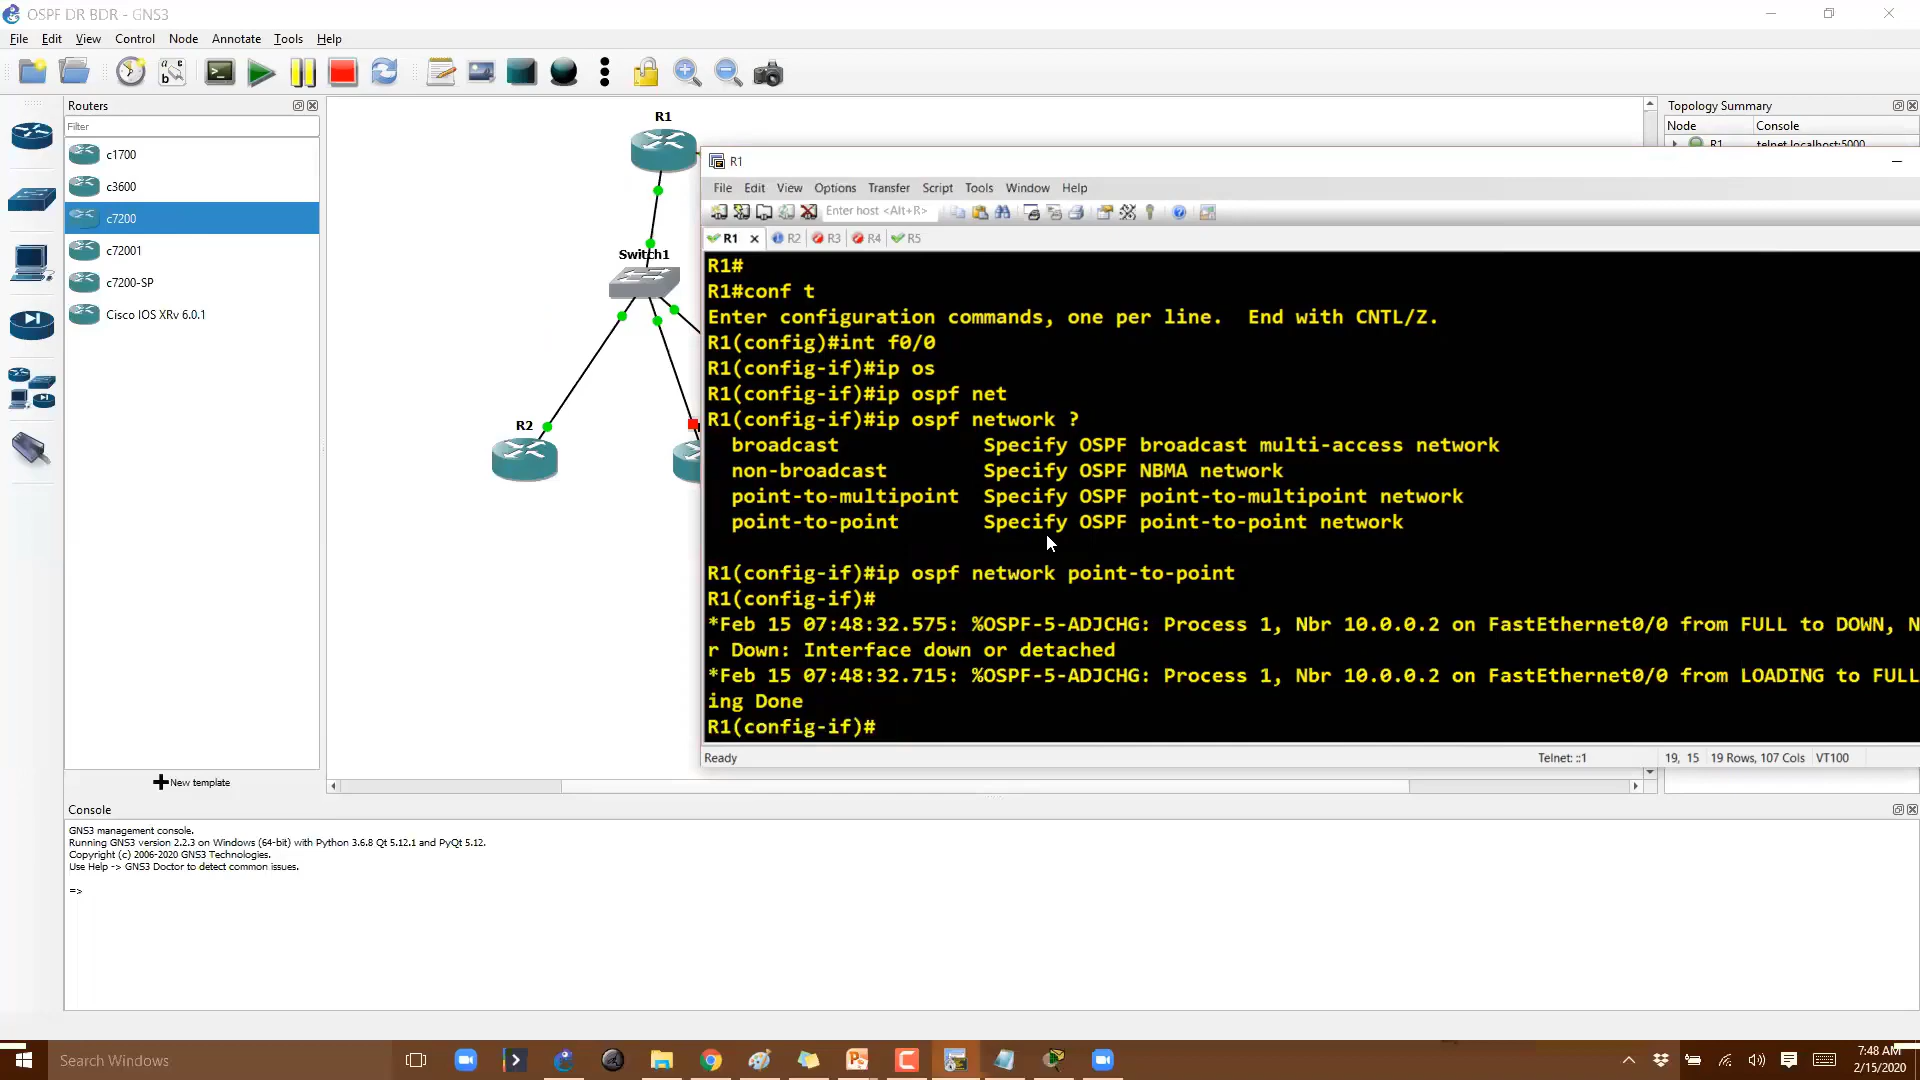 OSPF DR BDR - GNS3
File Edit View Control Node Annotate Tools Help
Routers
Filter
c1700
c3600
c7200
c72001
c7200-SP
Cisco IOS XRv 6.0.1
New template
R1
Switch1
R2
Topology Summary
Node Console
R1 telnet localhost:5000
R1
File Edit View Options Transfer Script Tools Window Help
Enter host <Alt+R>
R1 R2 R3 R4 R5
R1#
R1#conf t
Enter configuration commands, one per line.  End with CNTL/Z.
R1(config)#int f0/0
R1(config-if)#ip os
R1(config-if)#ip ospf net
R1(config-if)#ip ospf network ?
broadcast Specify OSPF broadcast multi-access network
non-broadcast Specify OSPF NBMA network
point-to-multipoint Specify OSPF point-to-multipoint network
point-to-point Specify OSPF point-to-point network
R1(config-if)#ip ospf network point-to-point
R1(config-if)#
*Feb 15 07:48:32.575: %OSPF-5-ADJCHG: Process 1, Nbr 10.0.0.2 on FastEthernet0/0 from FULL to DOWN, N
r Down: Interface down or detached
*Feb 15 07:48:32.715: %OSPF-5-ADJCHG: Process 1, Nbr 10.0.0.2 on FastEthernet0/0 from LOADING to FULL
ing Done
R1(config-if)#
Ready Telnet: ::1 19, 15 19 Rows, 107 Cols VT100
Console
GNS3 management console.
Running GNS3 version 2.2.3 on Windows (64-bit) with Python 3.6.8 Qt 5.12.1 and PyQt 5.12.
Copyright (c) 2006-2020 GNS3 Technologies.
Use Help -> GNS3 Doctor to detect common issues.
=>
Search Windows
7:48 AM
2/15/2020